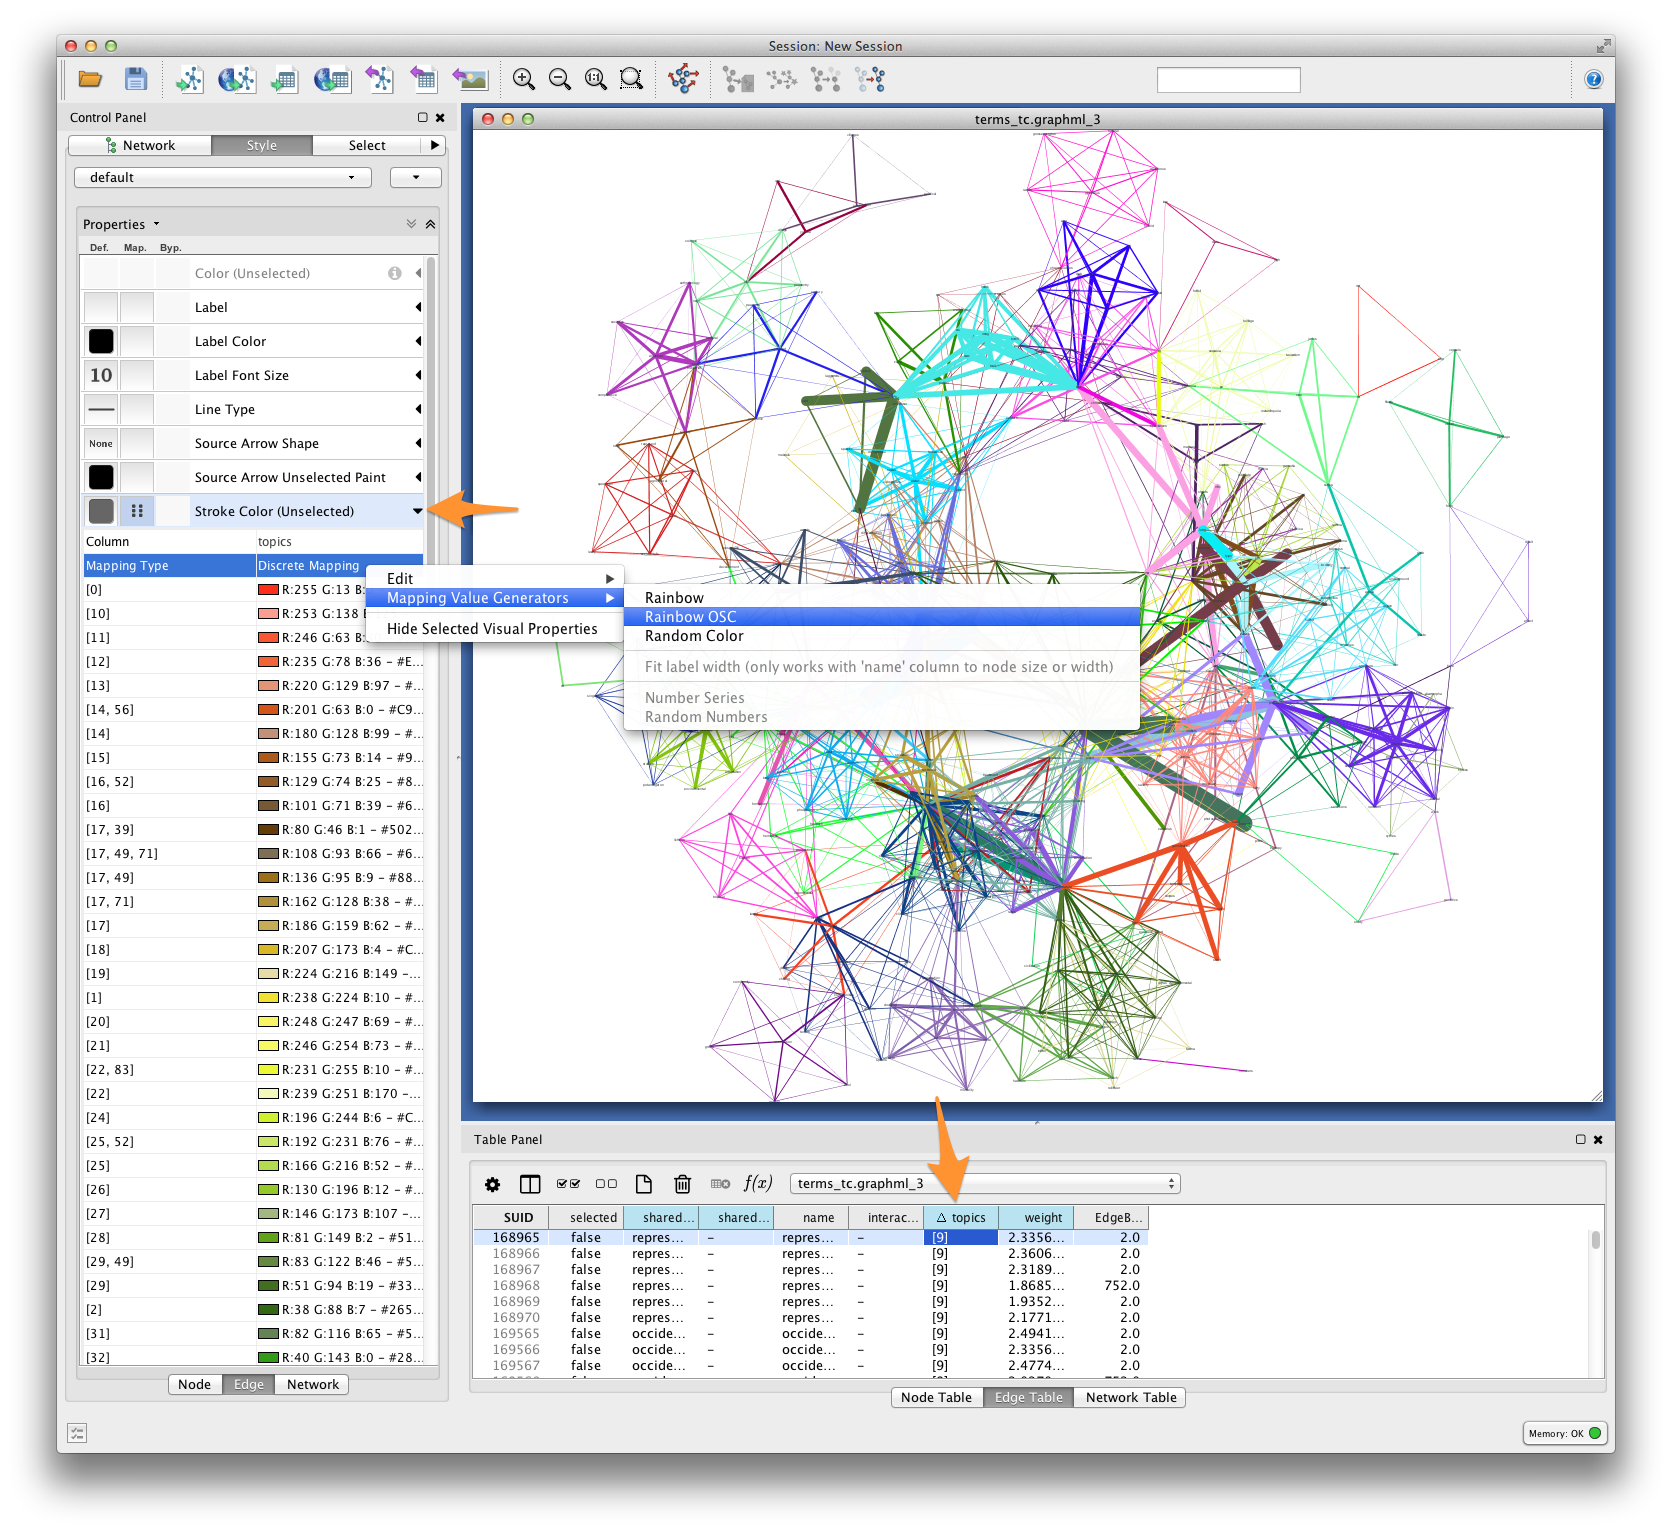 Session: New Session
Control Panel
Network Style Select
default
Properties
Def. Map. Byp.
Color (Unselected)
Label
Label Color
10 Label Font Size
Line Type
None Source Arrow Shape
Source Arrow Unselected Paint
Stroke Color (Unselected)
Column topics
Mapping Type Discrete Mapping
[0] R:255 G:13 B:
[10] R:253 G:138
[11] R:246 G:63 B:
[12] R:235 G:78 B:36 - #E...
[13] R:220 G:129 B:97 - #...
[14, 56] R:201 G:63 B:0 - #C9...
[14] R:180 G:128 B:99 - #...
[15] R:155 G:73 B:14 - #9...
[16, 52] R:129 G:74 B:25 - #8...
[16] R:101 G:71 B:39 - #6...
[17, 39] R:80 G:46 B:1 - #502...
[17, 49, 71] R:108 G:93 B:66 - #6...
[17, 49] R:136 G:95 B:9 - #88...
[17, 71] R:162 G:128 B:38 - #...
[17] R:186 G:159 B:62 - #...
[18] R:207 G:173 B:4 - #C...
[19] R:224 G:216 B:149 -...
[1] R:238 G:224 B:10 - #...
[20] R:248 G:247 B:69 - #...
[21] R:246 G:254 B:73 - #...
[22, 83] R:231 G:255 B:10 - #...
[22] R:239 G:251 B:170 -...
[24] R:196 G:244 B:6 - #C...
[25, 52] R:192 G:231 B:76 - #...
[25] R:166 G:216 B:52 - #...
[26] R:130 G:196 B:12 - #...
[27] R:146 G:173 B:107 -...
[28] R:81 G:149 B:2 - #51...
[29, 49] R:83 G:122 B:46 - #5...
[29] R:51 G:94 B:19 - #33...
[2] R:38 G:88 B:7 - #265...
[31] R:82 G:116 B:65 - #5...
[32] R:40 G:143 B:0 - #28...
Node Edge Network
terms_tc.graphml_3
Edit
Mapping Value Generators
Hide Selected Visual Properties
Rainbow
Rainbow OSC
Random Color
Fit label width (only works with 'name' column to node size or width)
Number Series
Random Numbers
Table Panel
f(x) terms_tc.graphml_3
SUID selected shared... shared... name interac... topics weight EdgeB...
168965 false repres... - repres... - [9] 2.3356... 2.0
168966 false repres... - repres... - [9] 2.3606... 2.0
168967 false repres... - repres... - [9] 2.3189... 2.0
168968 false repres... - repres... - [9] 1.8685... 752.0
168969 false repres... - repres... - [9] 1.9352... 2.0
168970 false repres... - repres... - [9] 2.1771... 2.0
169565 false occide... - occide... - [9] 2.4941... 2.0
169566 false occide... - occide... - [9] 2.3356... 2.0
169567 false occide... - occide... - [9] 2.4774... 2.0
Node Table Edge Table Network Table
Memory: OK